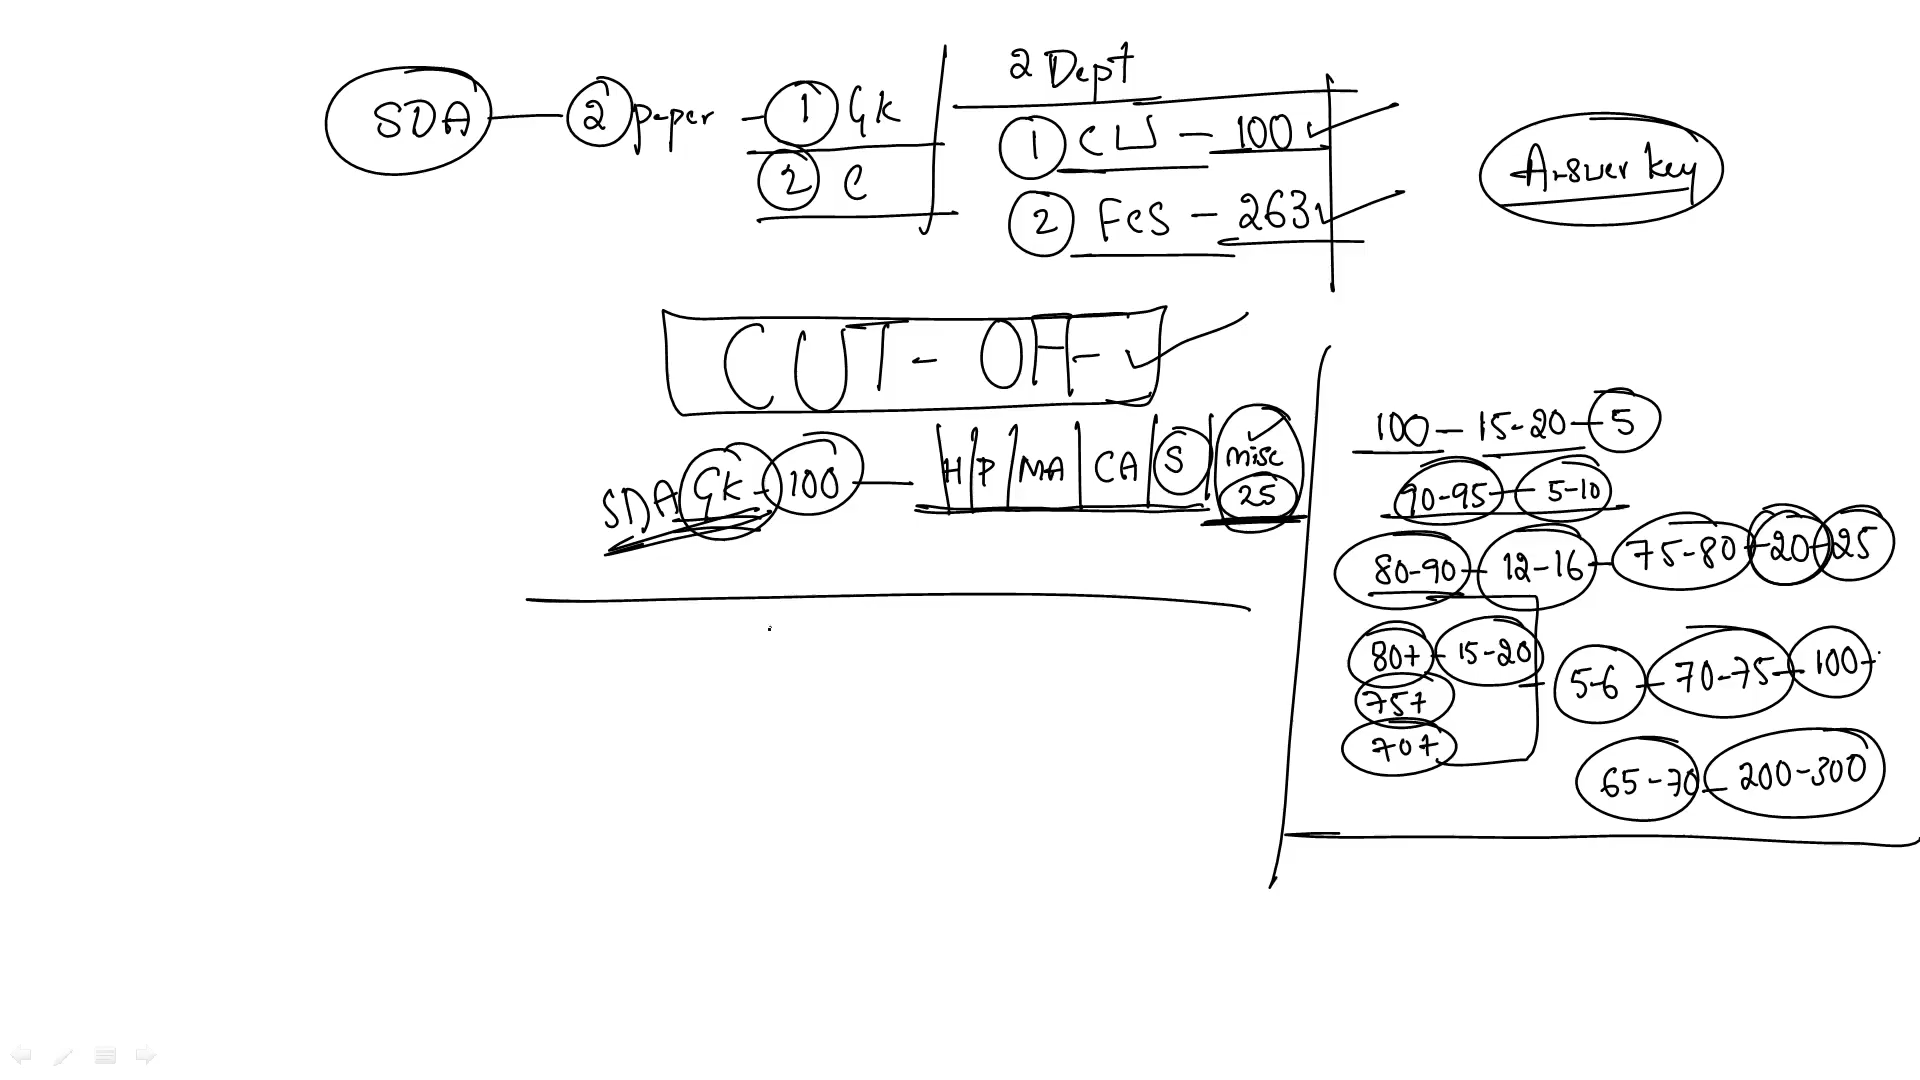 SDA - 2 paper - 1 GK
2 C
2 Dept
1 CW - 100
2 FCS - 263
Answer key
CUT - OFF -
SDA GK - 100 - H P MA CA S misc
25
100 - 15-20 - 5
90-95 - 5-10
80-90 - 12-16 - 75-80 - 20 - 25
80+ - 15-20 - 5-6 - 70-75 - 100+
75+
70+
65-70 - 200-300